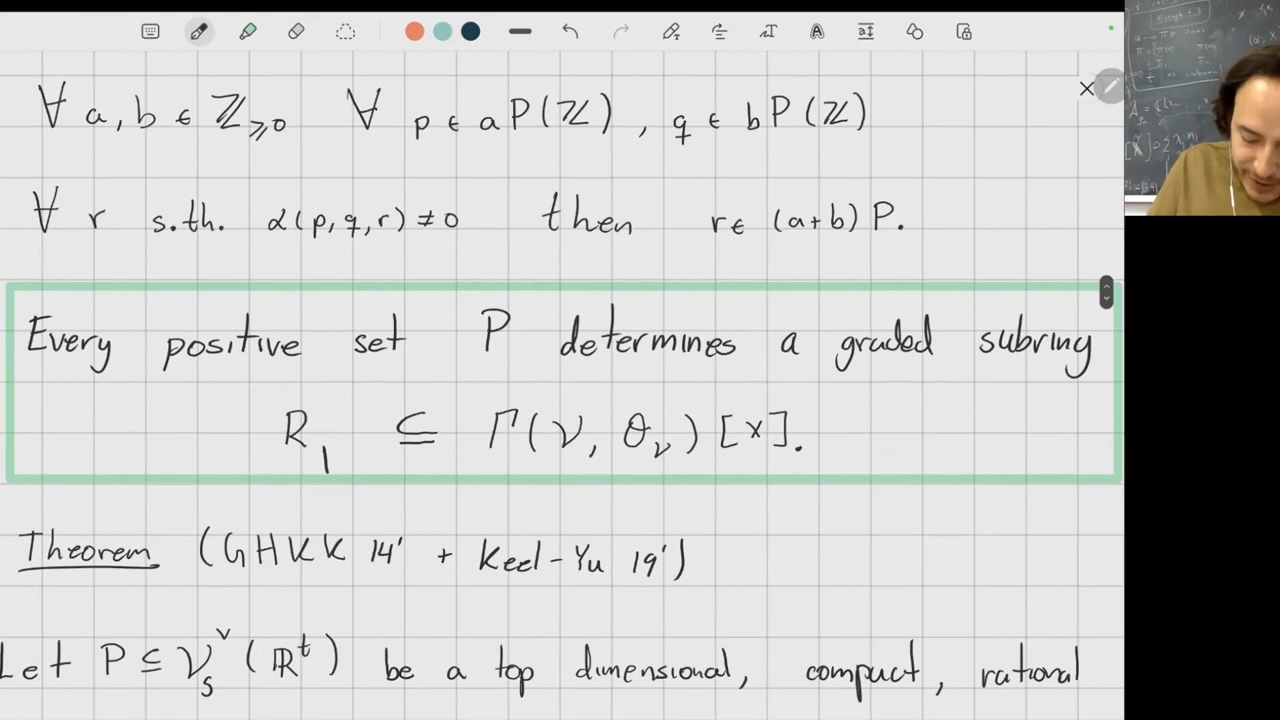 ∀ a, b ∈ ℤ≥0 ∀ p ∈ aP(ℤ), q ∈ bP(ℤ)
∀ r s.th. α(p,q,r) ≠ 0 then r ∈ (a+b)P.
Every positive set P determines a graded subring
R_1 ⊆ Γ(𝒱, 𝒪_𝒱)[x].
Theorem (GHKK 14' + Keel-Yu 19')
Let P ⊆ 𝒱_s^∨(ℝ^t) be a top dimensional, compact, rational